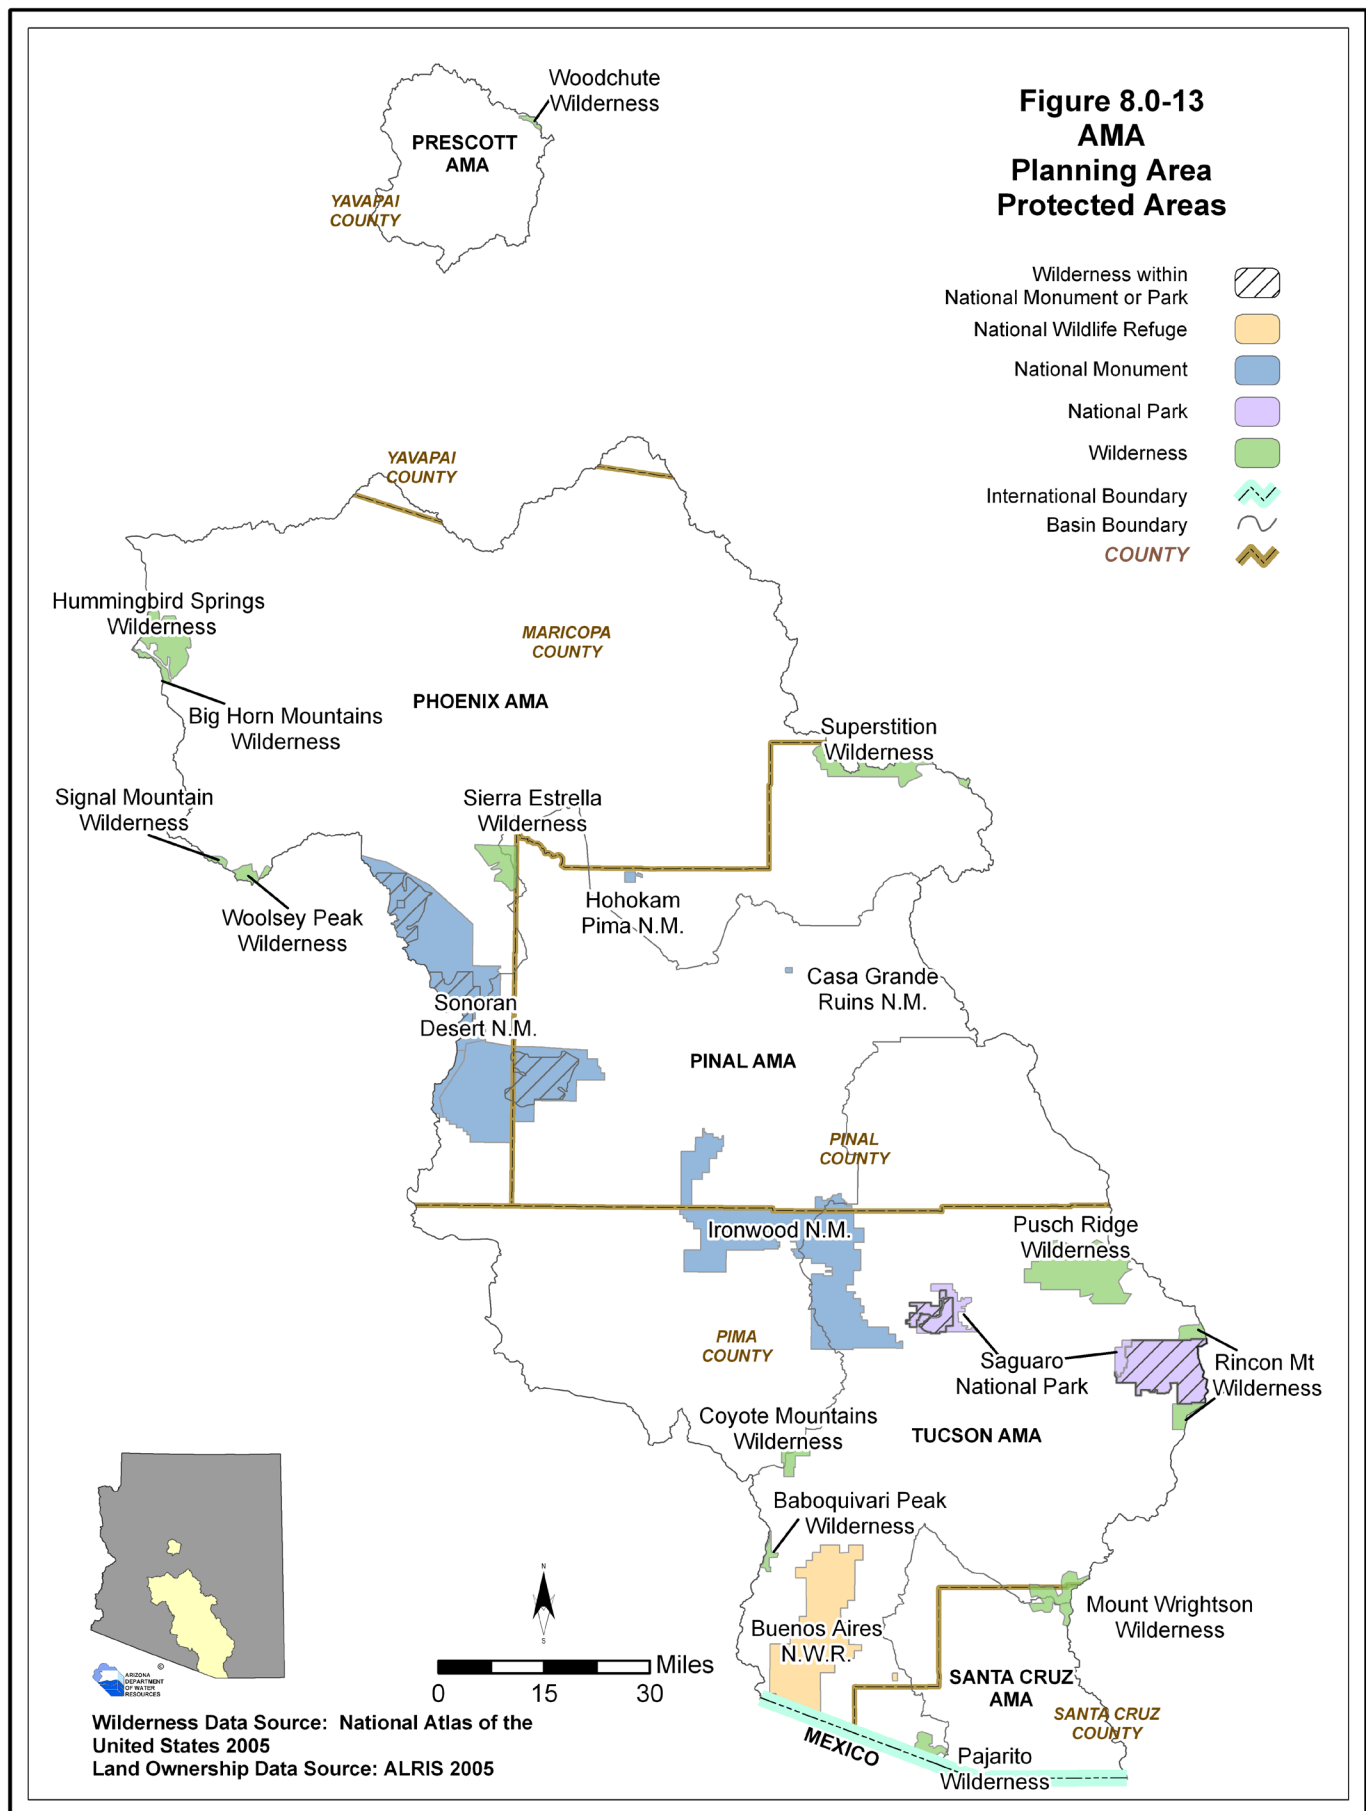 Figure 8.0-13
AMA
Planning Area
Protected Areas
Wilderness within
National Monument or Park
National Wildlife Refuge
National Monument
National Park
Wilderness
International Boundary
Basin Boundary
COUNTY
Woodchute
Wilderness
PRESCOTT
AMA
YAVAPAI
COUNTY
YAVAPAI
COUNTY
Hummingbird Springs
Wilderness
MARICOPA
COUNTY
PHOENIX AMA
Big Horn Mountains
Wilderness
Superstition
Wilderness
Signal Mountain
Wilderness
Sierra Estrella
Wilderness
Woolsey Peak
Wilderness
Hohokam
Pima N.M.
Casa Grande
Ruins N.M.
Sonoran
Desert N.M.
PINAL AMA
PINAL
COUNTY
Ironwood N.M.
Pusch Ridge
Wilderness
PIMA
COUNTY
Saguaro
National Park
Rincon Mt
Wilderness
Coyote Mountains
Wilderness
TUCSON AMA
Baboquivari Peak
Wilderness
Buenos Aires
N.W.R.
Mount Wrightson
Wilderness
SANTA CRUZ
AMA
SANTA CRUZ
COUNTY
MEXICO
Pajarito
Wilderness
N
S
Miles
0 15 30
©
ARIZONA
DEPARTMENT
OF WATER
RESOURCES
Wilderness Data Source: National Atlas of the
United States 2005
Land Ownership Data Source: ALRIS 2005